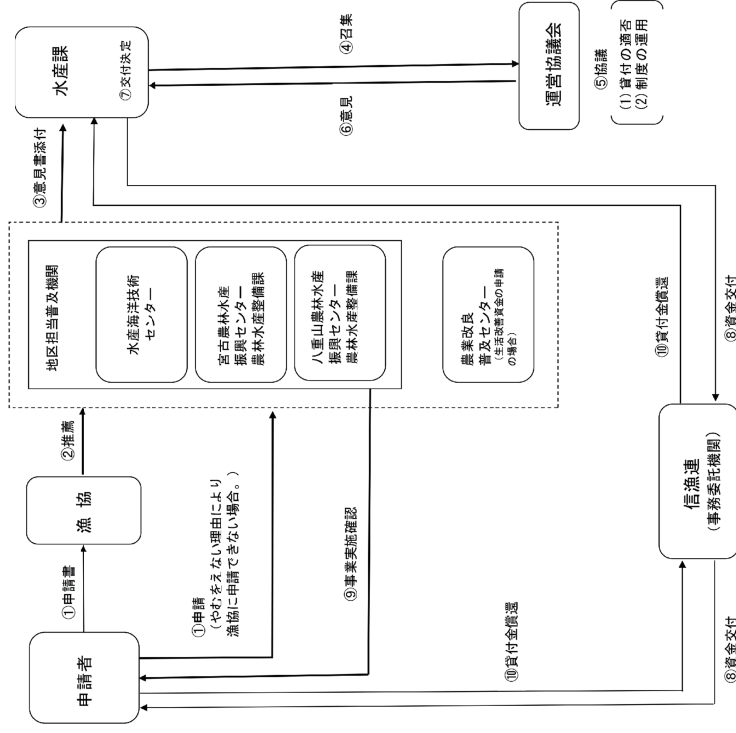 申請者
①申請書
漁 協
②推薦
①申請
(やむをえない理由により
漁協に申請できない場合。)
地区担当普及機関
水産海洋技術
センター
宮古農林水産
振興センター
農林水産整備課
八重山農林水産
振興センター
農林水産整備課
農業改良
普及センター
(生活改善資金の申請
の場合)
③意見書添付
水産課
⑦交付決定
④召集
⑥意見
運営協議会
⑤協議
(1) 貸付の適否
(2) 制度の運用
⑨事業実施確認
⑩貸付金償還
⑧資金交付
信漁連
(事務委託機関)
⑩貸付金償還
⑧資金交付